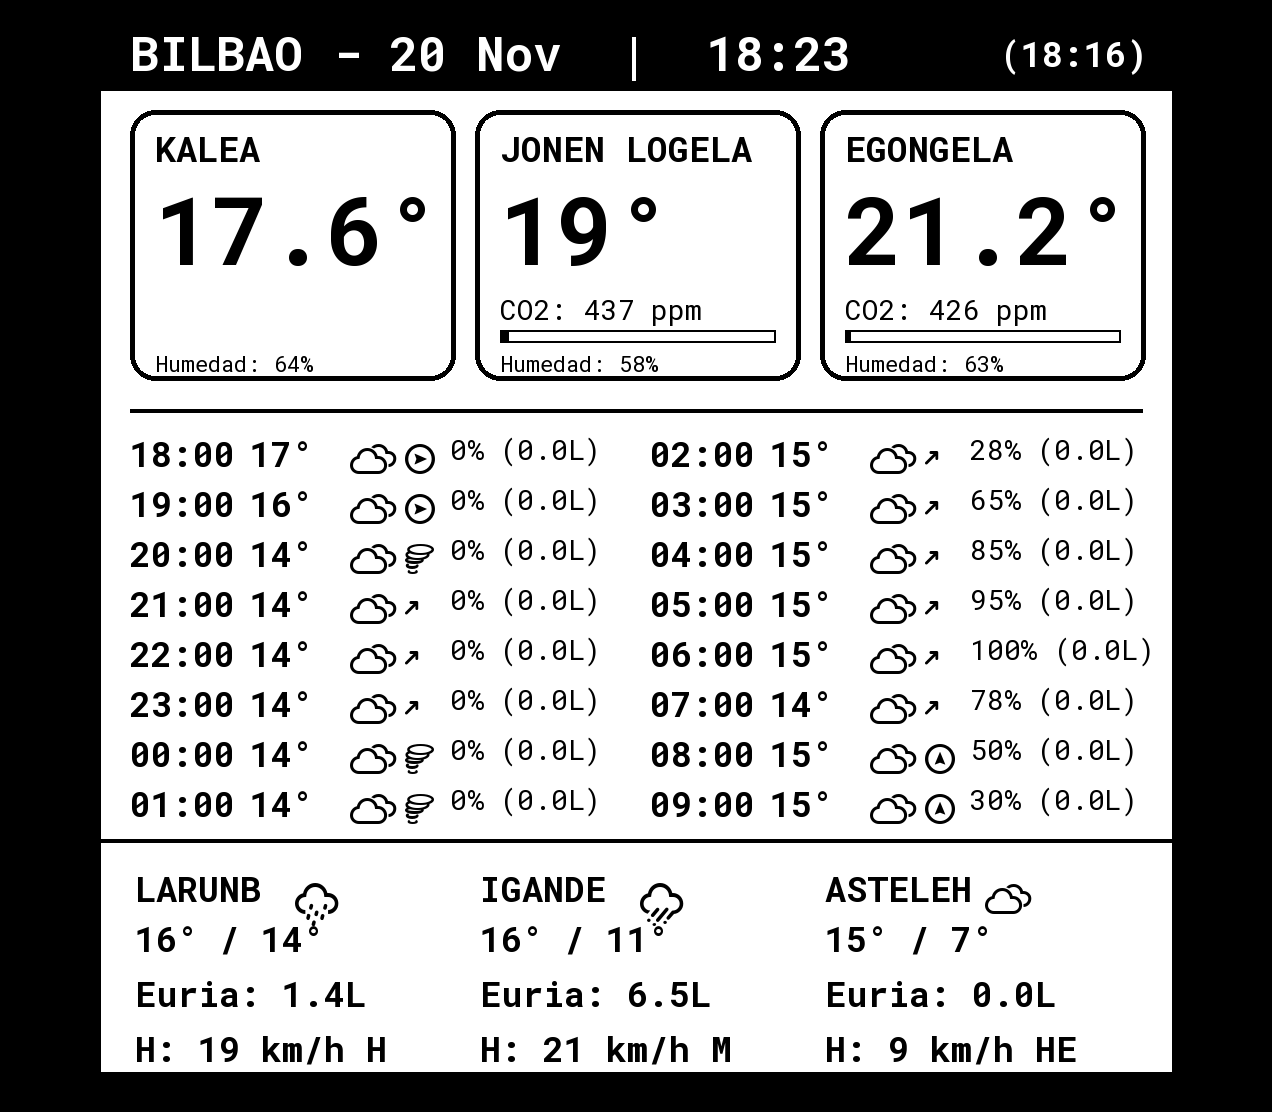 BILBAO - 20 Nov | 18:23 (18:16)
KALEA
17.6°
Humedad: 64%
JONEN LOGELA
19°
CO2: 437 ppm
Humedad: 58%
EGONGELA
21.2°
CO2: 426 ppm
Humedad: 63%
18:00 17° 0% (0.0L)
19:00 16° 0% (0.0L)
20:00 14° 0% (0.0L)
21:00 14° 0% (0.0L)
22:00 14° 0% (0.0L)
23:00 14° 0% (0.0L)
00:00 14° 0% (0.0L)
01:00 14° 0% (0.0L)
02:00 15° 28% (0.0L)
03:00 15° 65% (0.0L)
04:00 15° 85% (0.0L)
05:00 15° 95% (0.0L)
06:00 15° 100% (0.0L)
07:00 14° 78% (0.0L)
08:00 15° 50% (0.0L)
09:00 15° 30% (0.0L)
LARUNB
16° / 14°
Euria: 1.4L
H: 19 km/h H
IGANDE
16° / 11°
Euria: 6.5L
H: 21 km/h M
ASTELEH
15° / 7°
Euria: 0.0L
H: 9 km/h HE